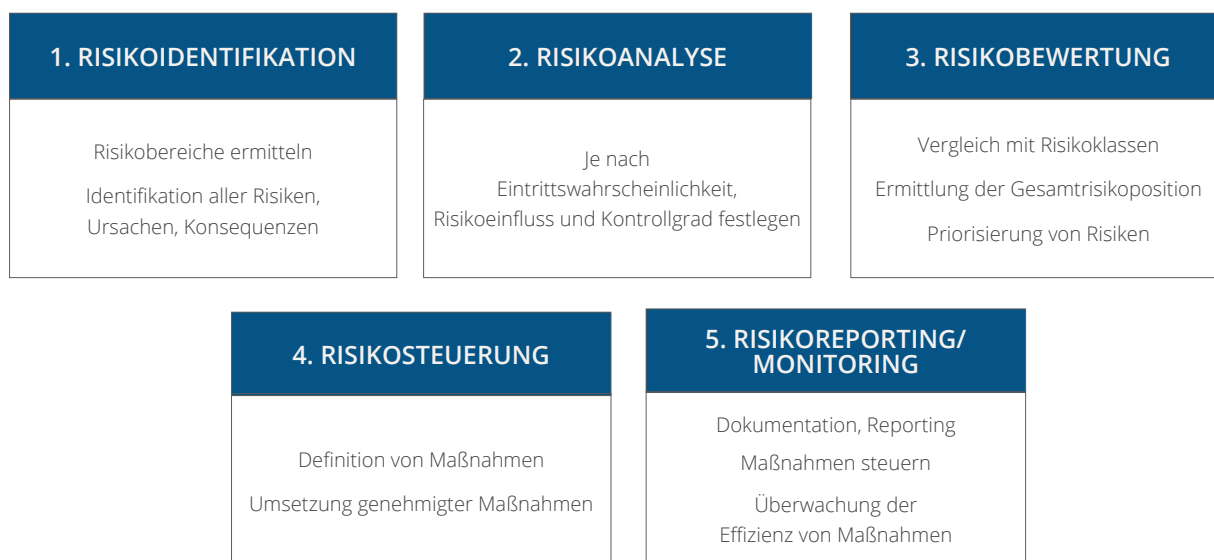 1. RISIKOIDENTIFIKATION
Risikobereiche ermitteln
Identifikation aller Risiken,
Ursachen, Konsequenzen
2. RISIKOANALYSE
Je nach
Eintrittswahrscheinlichkeit,
Risikoeinfluss und Kontrollgrad festlegen
3. RISIKOBEWERTUNG
Vergleich mit Risikoklassen
Ermittlung der Gesamtrisikoposition
Priorisierung von Risiken
4. RISIKOSTEUERUNG
Definition von Maßnahmen
Umsetzung genehmigter Maßnahmen
5. RISIKOREPORTING/
MONITORING
Dokumentation, Reporting
Maßnahmen steuern
Überwachung der
Effizienz von Maßnahmen